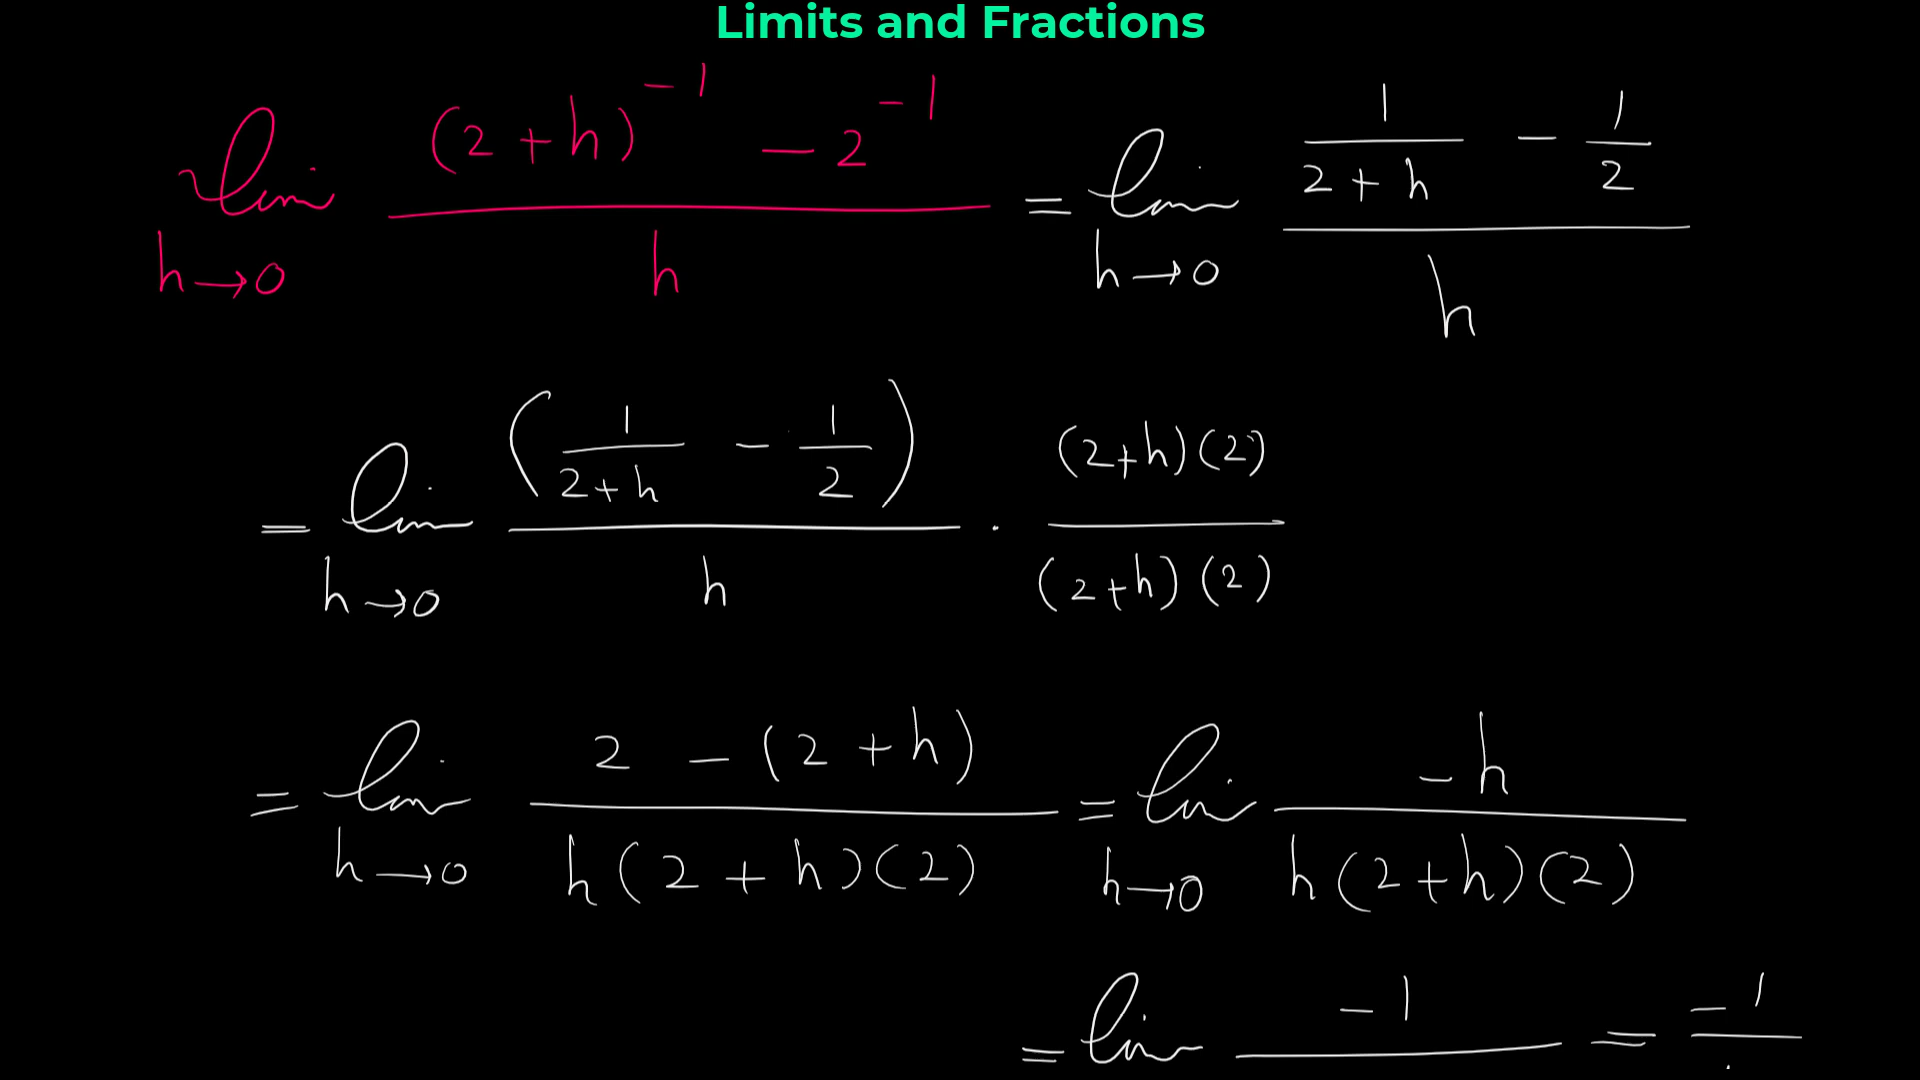 Limits and Fractions
lim h→0 ((2+h)^-1 - 2^-1)/h = lim h→0 (1/(2+h) - 1/2)/h
= lim h→0 (1/(2+h) - 1/2)/h · ((2+h)(2))/((2+h)(2))
= lim h→0 (2 - (2+h))/(h(2+h)(2)) = lim h→0 (-h)/(h(2+h)(2))
= lim -1 = -1